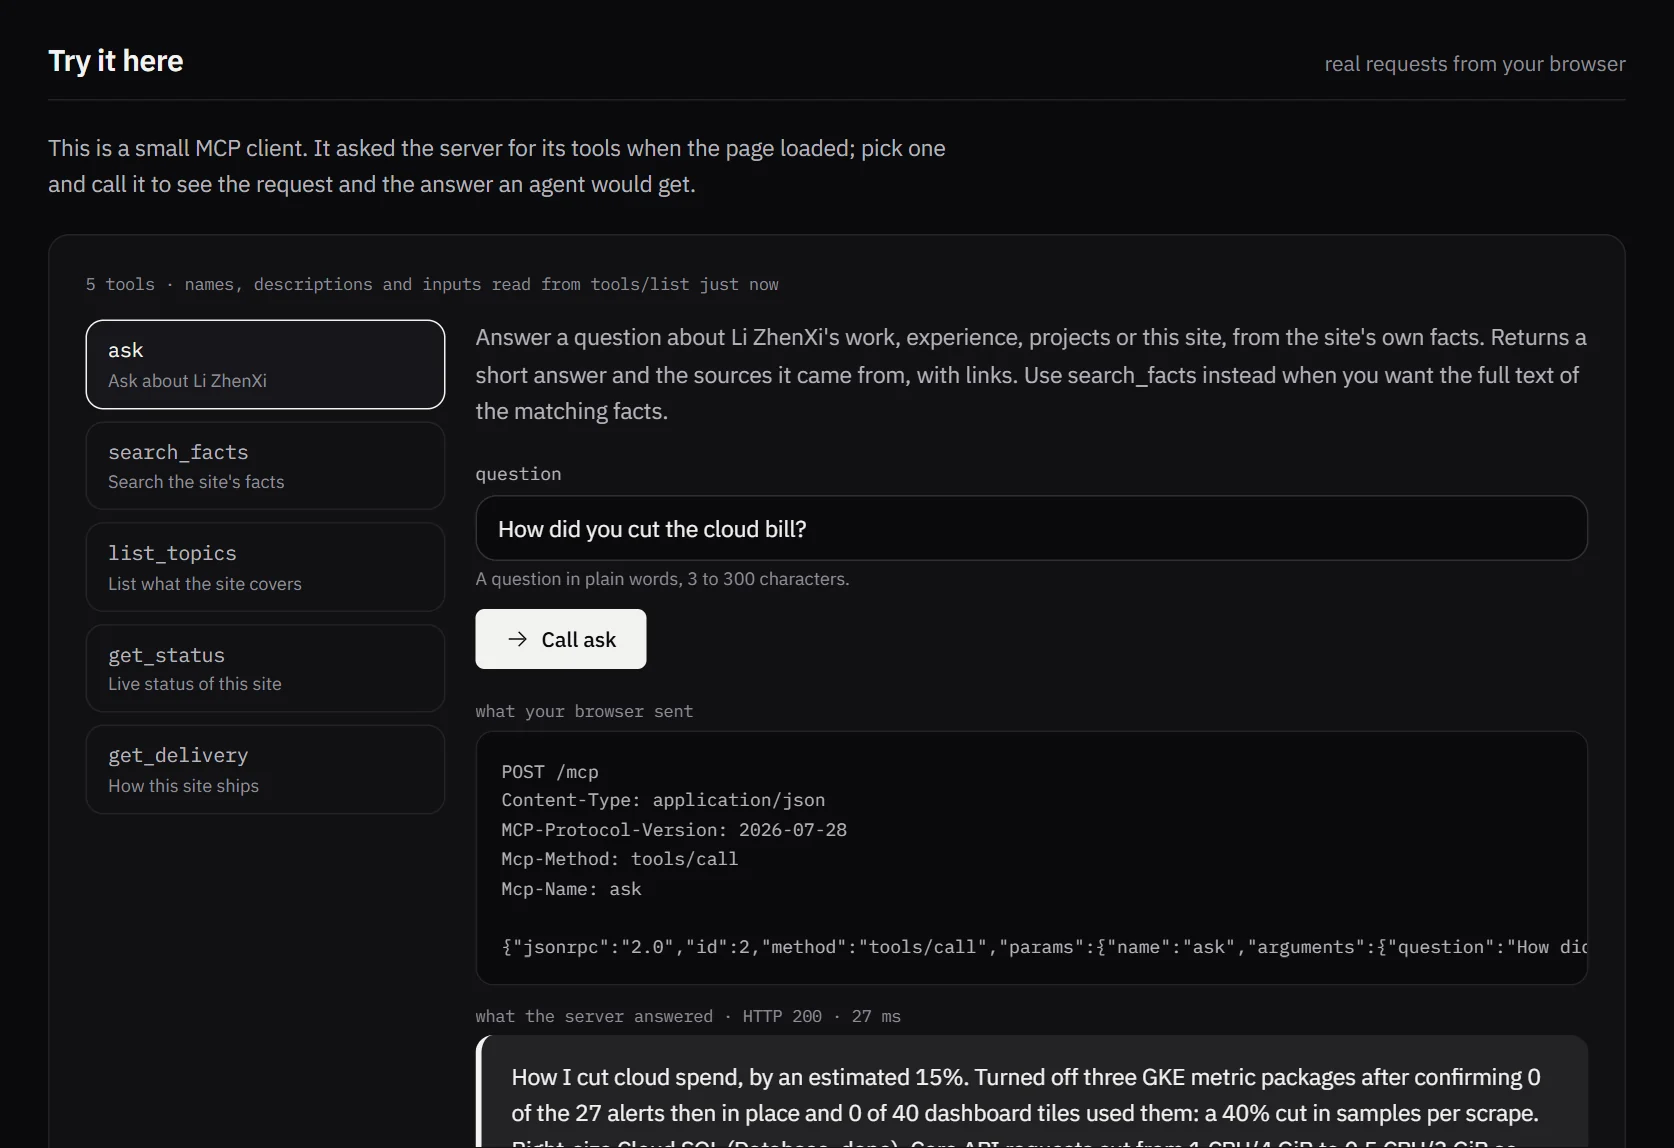 Try it here
real requests from your browser
This is a small MCP client. It asked the server for its tools when the page loaded; pick one
and call it to see the request and the answer an agent would get.
5 tools · names, descriptions and inputs read from tools/list just now
ask
Ask about Li ZhenXi
search_facts
Search the site's facts
list_topics
List what the site covers
get_status
Live status of this site
get_delivery
How this site ships
Answer a question about Li ZhenXi's work, experience, projects or this site, from the site's own facts. Returns a
short answer and the sources it came from, with links. Use search_facts instead when you want the full text of
the matching facts.
question
How did you cut the cloud bill?
A question in plain words, 3 to 300 characters.
→ Call ask
what your browser sent
POST /mcp
Content-Type: application/json
MCP-Protocol-Version: 2026-07-28
Mcp-Method: tools/call
Mcp-Name: ask
{"jsonrpc":"2.0","id":2,"method":"tools/call","params":{"name":"ask","arguments":{"question":"How did
what the server answered · HTTP 200 · 27 ms
How I cut cloud spend, by an estimated 15%. Turned off three GKE metric packages after confirming 0
of the 27 alerts then in place and 0 of 40 dashboard tiles used them: a 40% cut in samples per scrape.